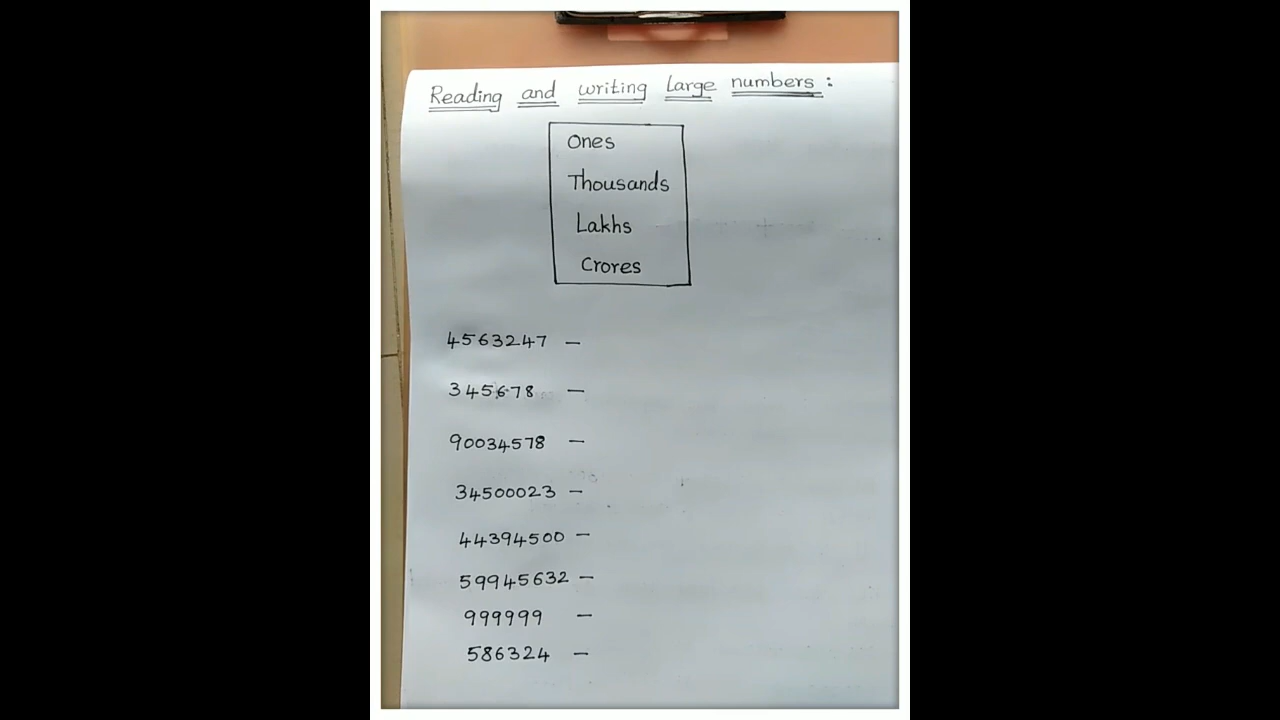 Reading and writing large numbers:
Ones
Thousands
Lakhs
Crores
4563247 —
345678 —
90034578 —
34500023 —
44394500 —
59945632 —
999999 —
586324 —